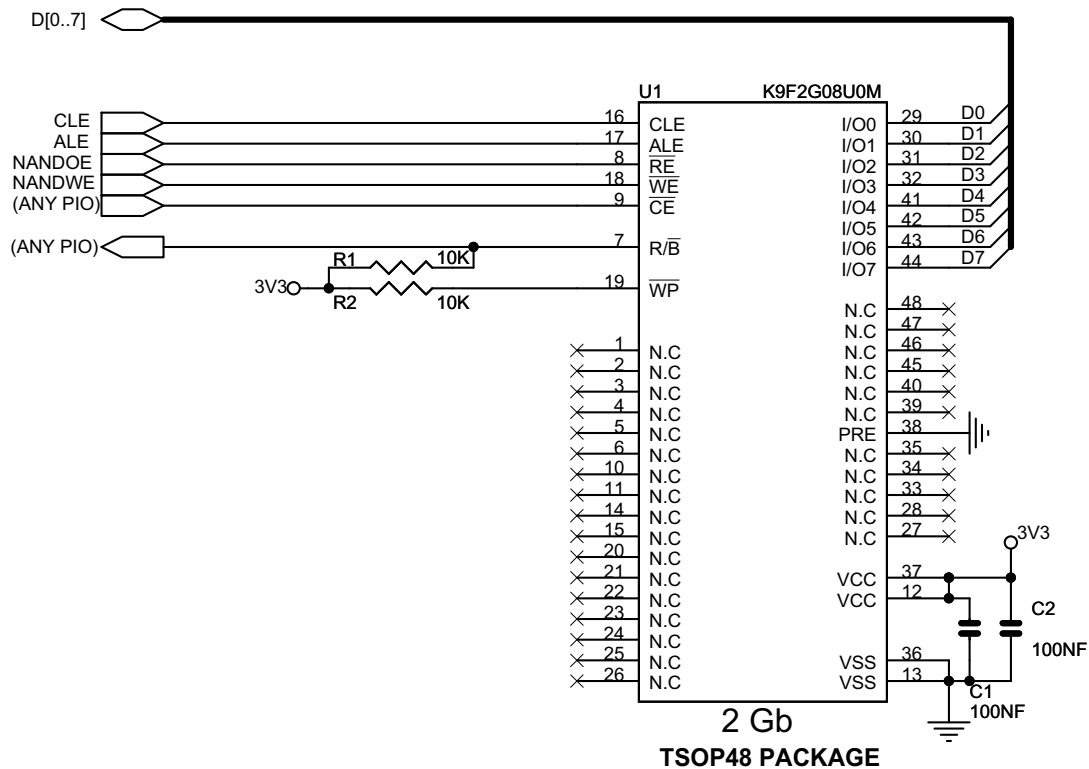 D[0..7]
U1 K9F2G08U0M
CLE 16 CLE I/O0 29 D0
ALE 17 ALE I/O1 30 D1
NANDOE 8 RE I/O2 31 D2
NANDWE 18 WE I/O3 32 D3
(ANY PIO) 9 CE I/O4 41 D4
I/O5 42 D5
(ANY PIO) 7 R/B I/O6 43 D6
R1 10K I/O7 44 D7
3V3 19 WP
R2 10K
N.C 48
N.C 47
1 N.C N.C 46
2 N.C N.C 45
3 N.C N.C 40
4 N.C N.C 39
5 N.C PRE 38
6 N.C N.C 35
10 N.C N.C 34
11 N.C N.C 33
14 N.C N.C 28
15 N.C N.C 27
20 N.C 3V3
21 N.C VCC 37
22 N.C VCC 12
23 N.C C2
24 N.C 100NF
25 N.C VSS 36
26 N.C VSS 13
C1
100NF
2 Gb
TSOP48 PACKAGE